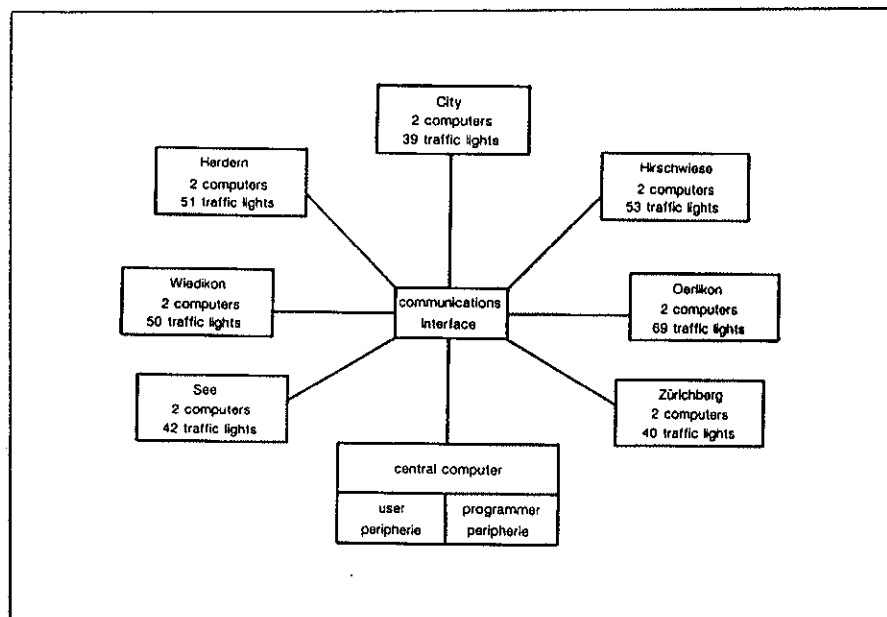 City
2 computers
39 traffic lights
Herdern
2 computers
51 traffic lights
Hirschwiese
2 computers
53 traffic lights
Wiedikon
2 computers
50 traffic lights
communications
Interface
Oerlikon
2 computers
69 traffic lights
See
2 computers
42 traffic lights
Zürichberg
2 computers
40 traffic lights
central computer
user
peripherie
programmer
peripherie